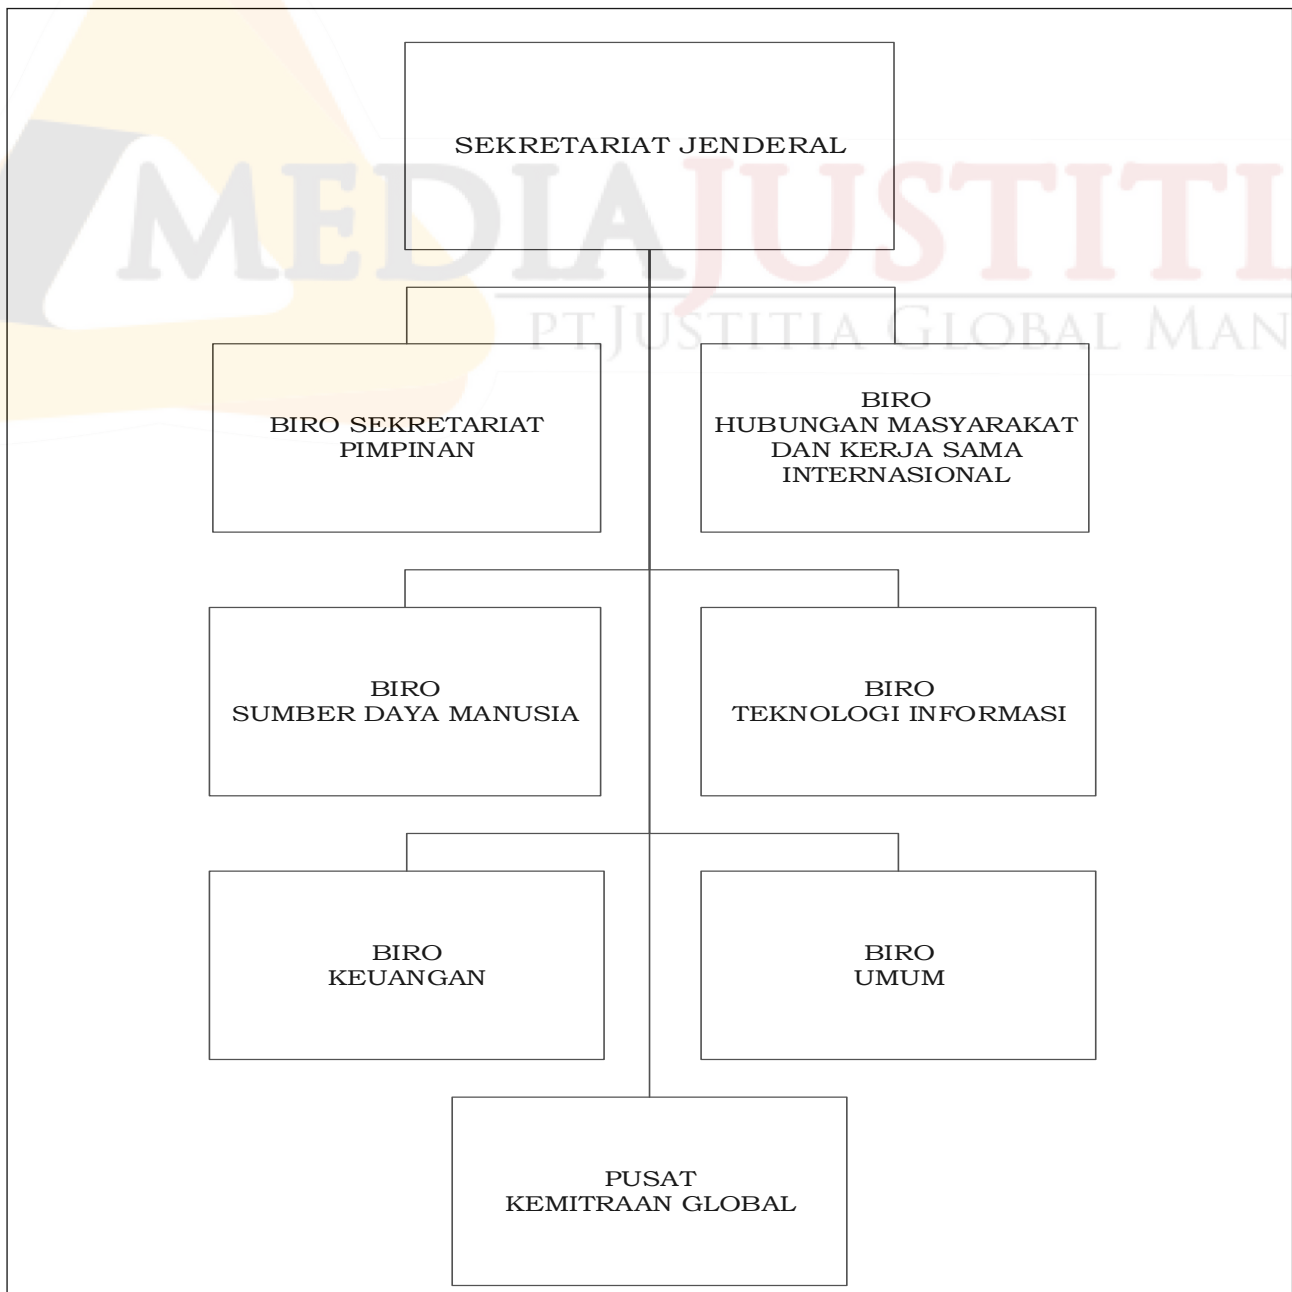 SEKRETARIAT JENDERAL
MEDIAJUSTITI
PT JUSTITIA GLOBAL MAN
BIRO SEKRETARIAT
PIMPINAN
BIRO
HUBUNGAN MASYARAKAT
DAN KERJA SAMA
INTERNASIONAL
BIRO
SUMBER DAYA MANUSIA
BIRO
TEKNOLOGI INFORMASI
BIRO
KEUANGAN
BIRO
UMUM
PUSAT
KEMITRAAN GLOBAL